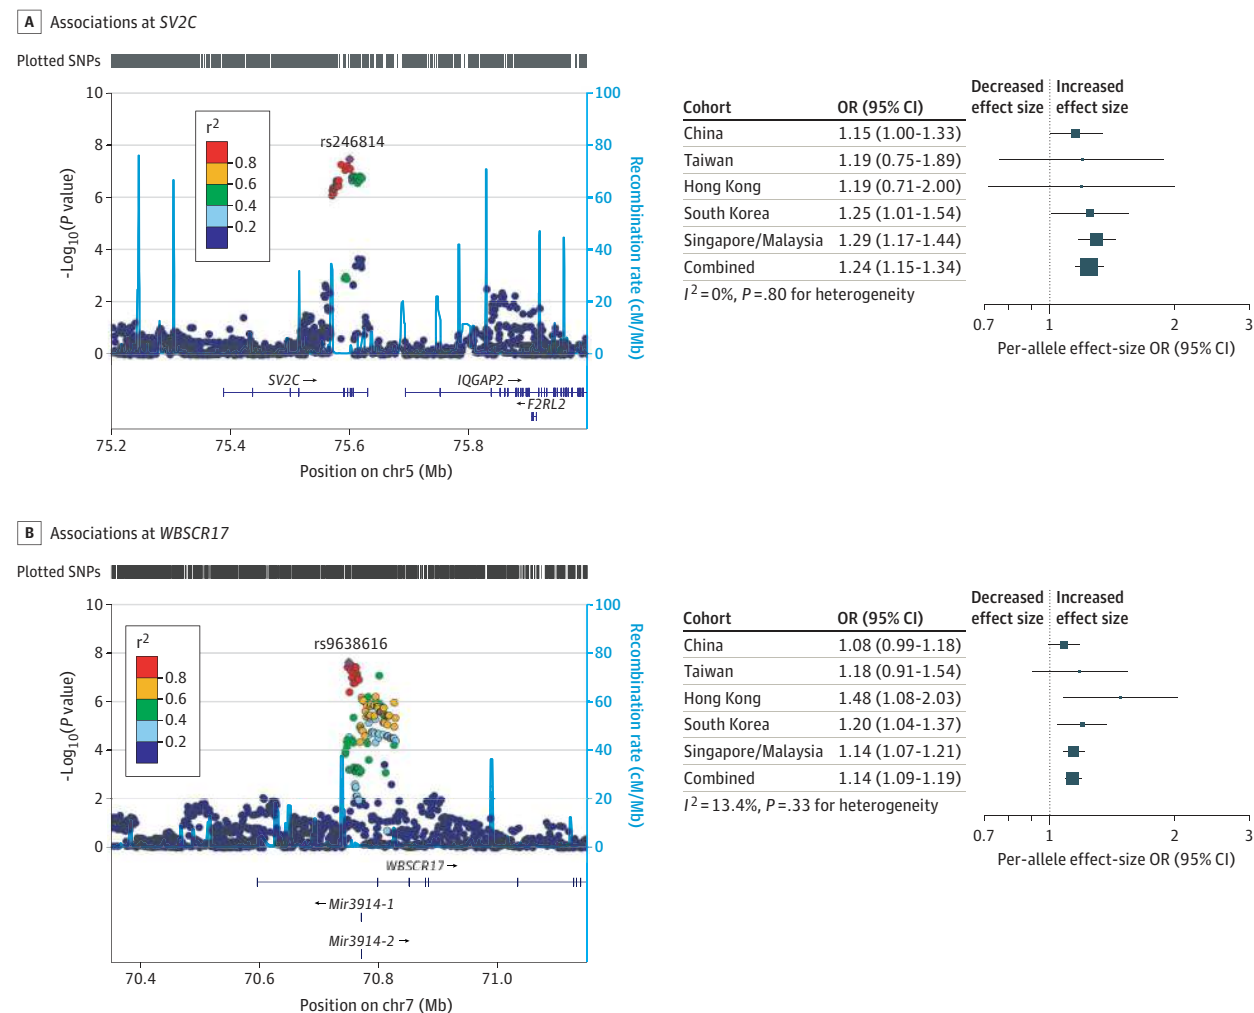 A Associations at SV2C
Plotted SNPs
10
8
6
4
2
0
-Log10(P value)
r2
0.8
0.6
0.4
0.2
rs246814
100
80
60
40
20
0
Recombination rate (cM/Mb)
SV2C →
IQGAP2 →
← F2RL2
75.2 75.4 75.6 75.8
Position on chr5 (Mb)
Decreased effect size
Increased effect size
Cohort OR (95% CI)
China 1.15 (1.00-1.33)
Taiwan 1.19 (0.75-1.89)
Hong Kong 1.19 (0.71-2.00)
South Korea 1.25 (1.01-1.54)
Singapore/Malaysia 1.29 (1.17-1.44)
Combined 1.24 (1.15-1.34)
I2=0%, P=.80 for heterogeneity
0.7 1 2 3
Per-allele effect-size OR (95% CI)
B Associations at WBSCR17
Plotted SNPs
10
8
6
4
2
0
-Log10(P value)
r2
0.8
0.6
0.4
0.2
rs9638616
100
80
60
40
20
0
Recombination rate (cM/Mb)
WBSCR17 →
← Mir3914-1
Mir3914-2 →
70.4 70.6 70.8 71.0
Position on chr7 (Mb)
Decreased effect size
Increased effect size
Cohort OR (95% CI)
China 1.08 (0.99-1.18)
Taiwan 1.18 (0.91-1.54)
Hong Kong 1.48 (1.08-2.03)
South Korea 1.20 (1.04-1.37)
Singapore/Malaysia 1.14 (1.07-1.21)
Combined 1.14 (1.09-1.19)
I2=13.4%, P=.33 for heterogeneity
0.7 1 2 3
Per-allele effect-size OR (95% CI)